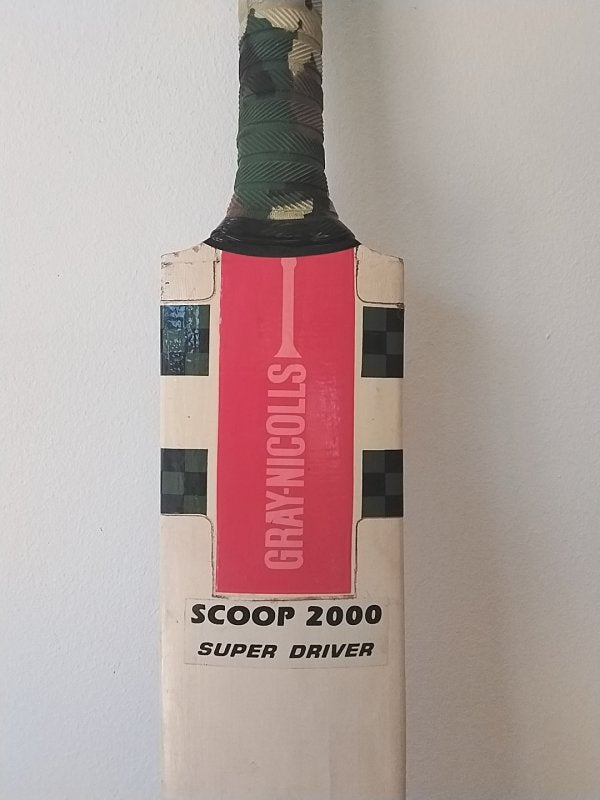 GRAY-NICOLLS
SCOOP 2000
SUPER DRIVER